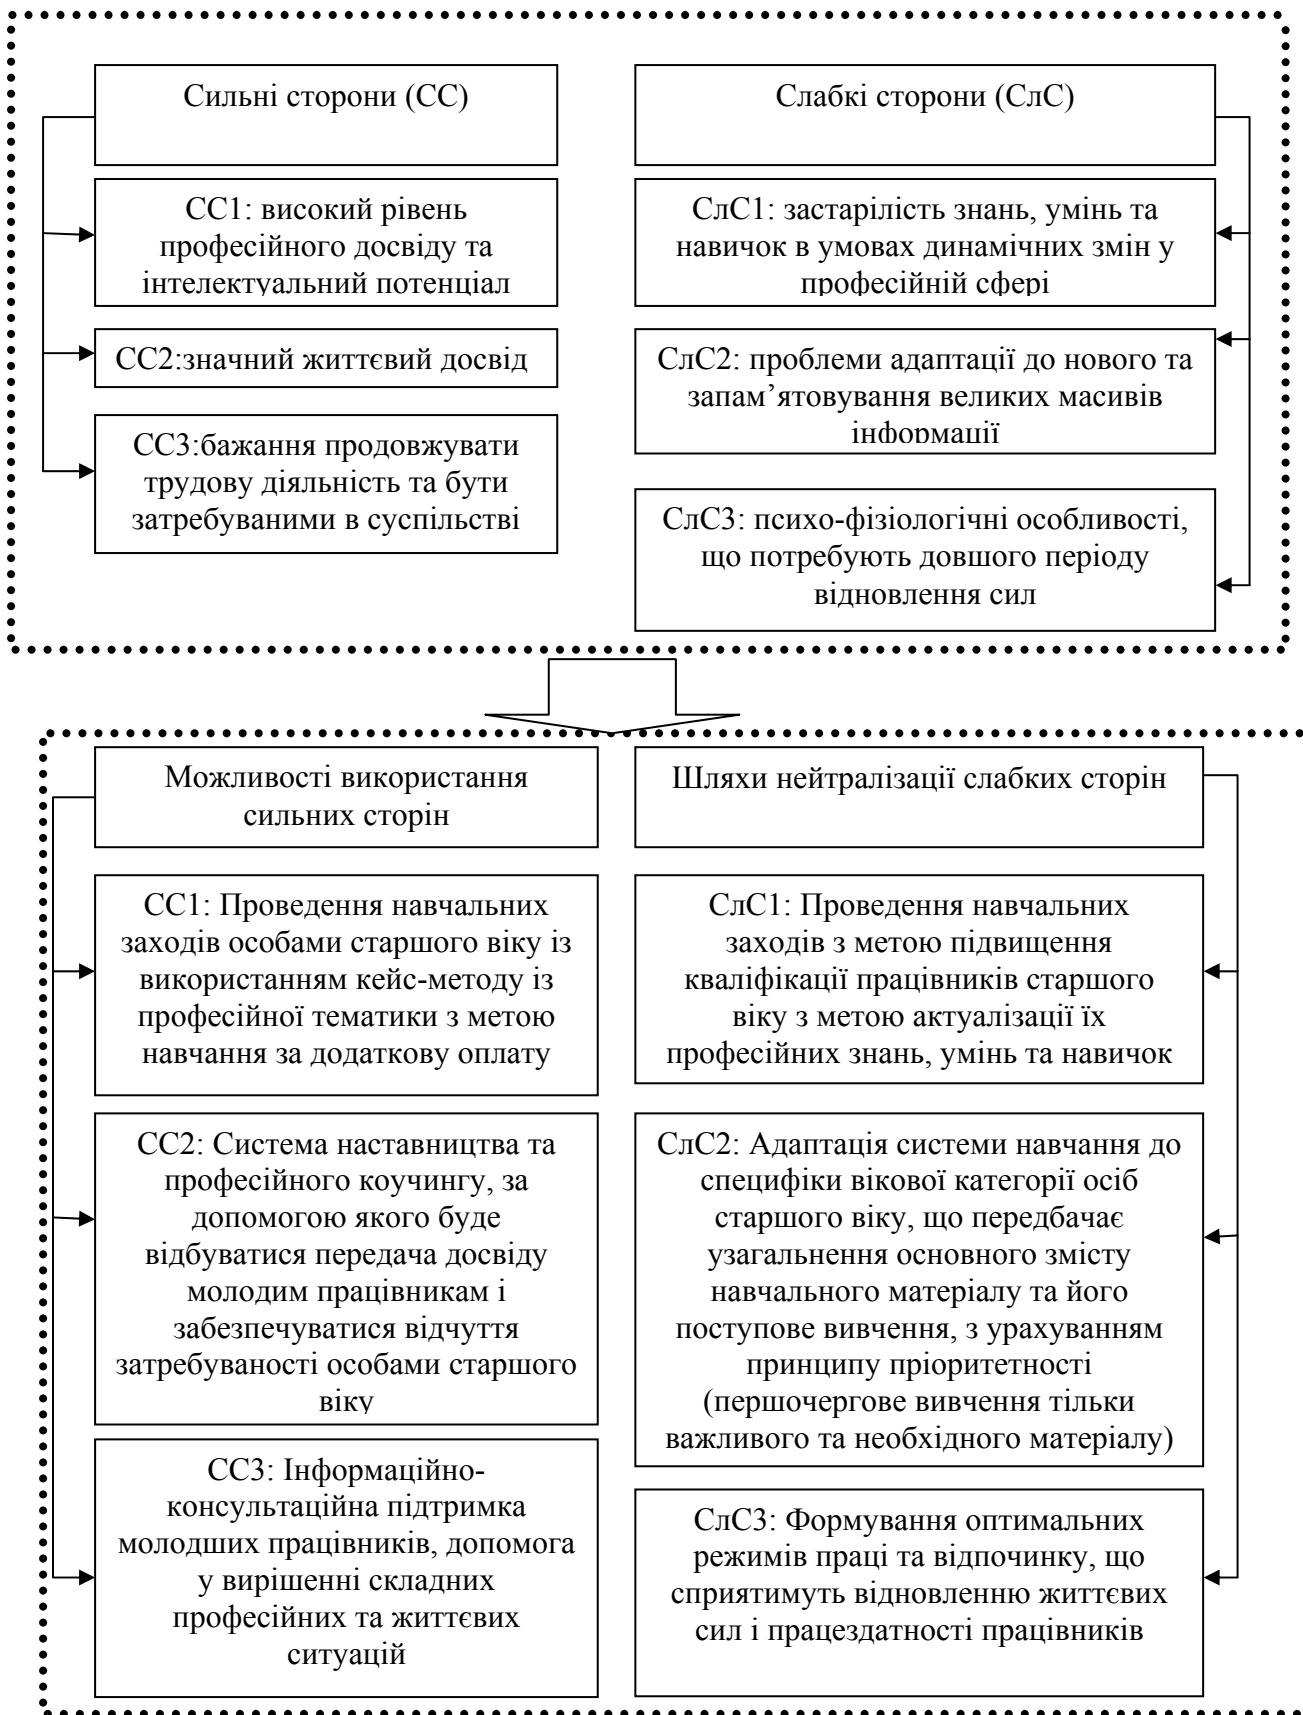 Сильні сторони (СС)
СС1: високий рівень
професійного досвіду та
інтелектуальний потенціал
СС2:значний життєвий досвід
СС3:бажання продовжувати
трудову діяльність та бути
затребуваними в суспільстві
Слабкі сторони (СлС)
СлС1: застарілість знань, умінь та
навичок в умовах динамічних змін у
професійній сфері
СлС2: проблеми адаптації до нового та
запам’ятовування великих масивів
інформації
СлС3: психо-фізіологічні особливості,
що потребують довшого періоду
відновлення сил
Можливості використання
сильних сторін
СС1: Проведення навчальних
заходів особами старшого віку із
використанням кейс-методу із
професійної тематики з метою
навчання за додаткову оплату
СС2: Система наставництва та
професійного коучингу, за
допомогою якого буде
відбуватися передача досвіду
молодим працівникам і
забезпечуватися відчуття
затребуваності особами старшого
віку
СС3: Інформаційно-
консультаційна підтримка
молодших працівників, допомога
у вирішенні складних
професійних та життєвих
ситуацій
Шляхи нейтралізації слабких сторін
СлС1: Проведення навчальних
заходів з метою підвищення
кваліфікації працівників старшого
віку з метою актуалізації їх
професійних знань, умінь та навичок
СлС2: Адаптація системи навчання до
специфіки вікової категорії осіб
старшого віку, що передбачає
узагальнення основного змісту
навчального матеріалу та його
поступове вивчення, з урахуванням
принципу пріоритетності
(першочергове вивчення тільки
важливого та необхідного матеріалу)
СлС3: Формування оптимальних
режимів праці та відпочинку, що
сприятимуть відновленню життєвих
сил і працездатності працівників